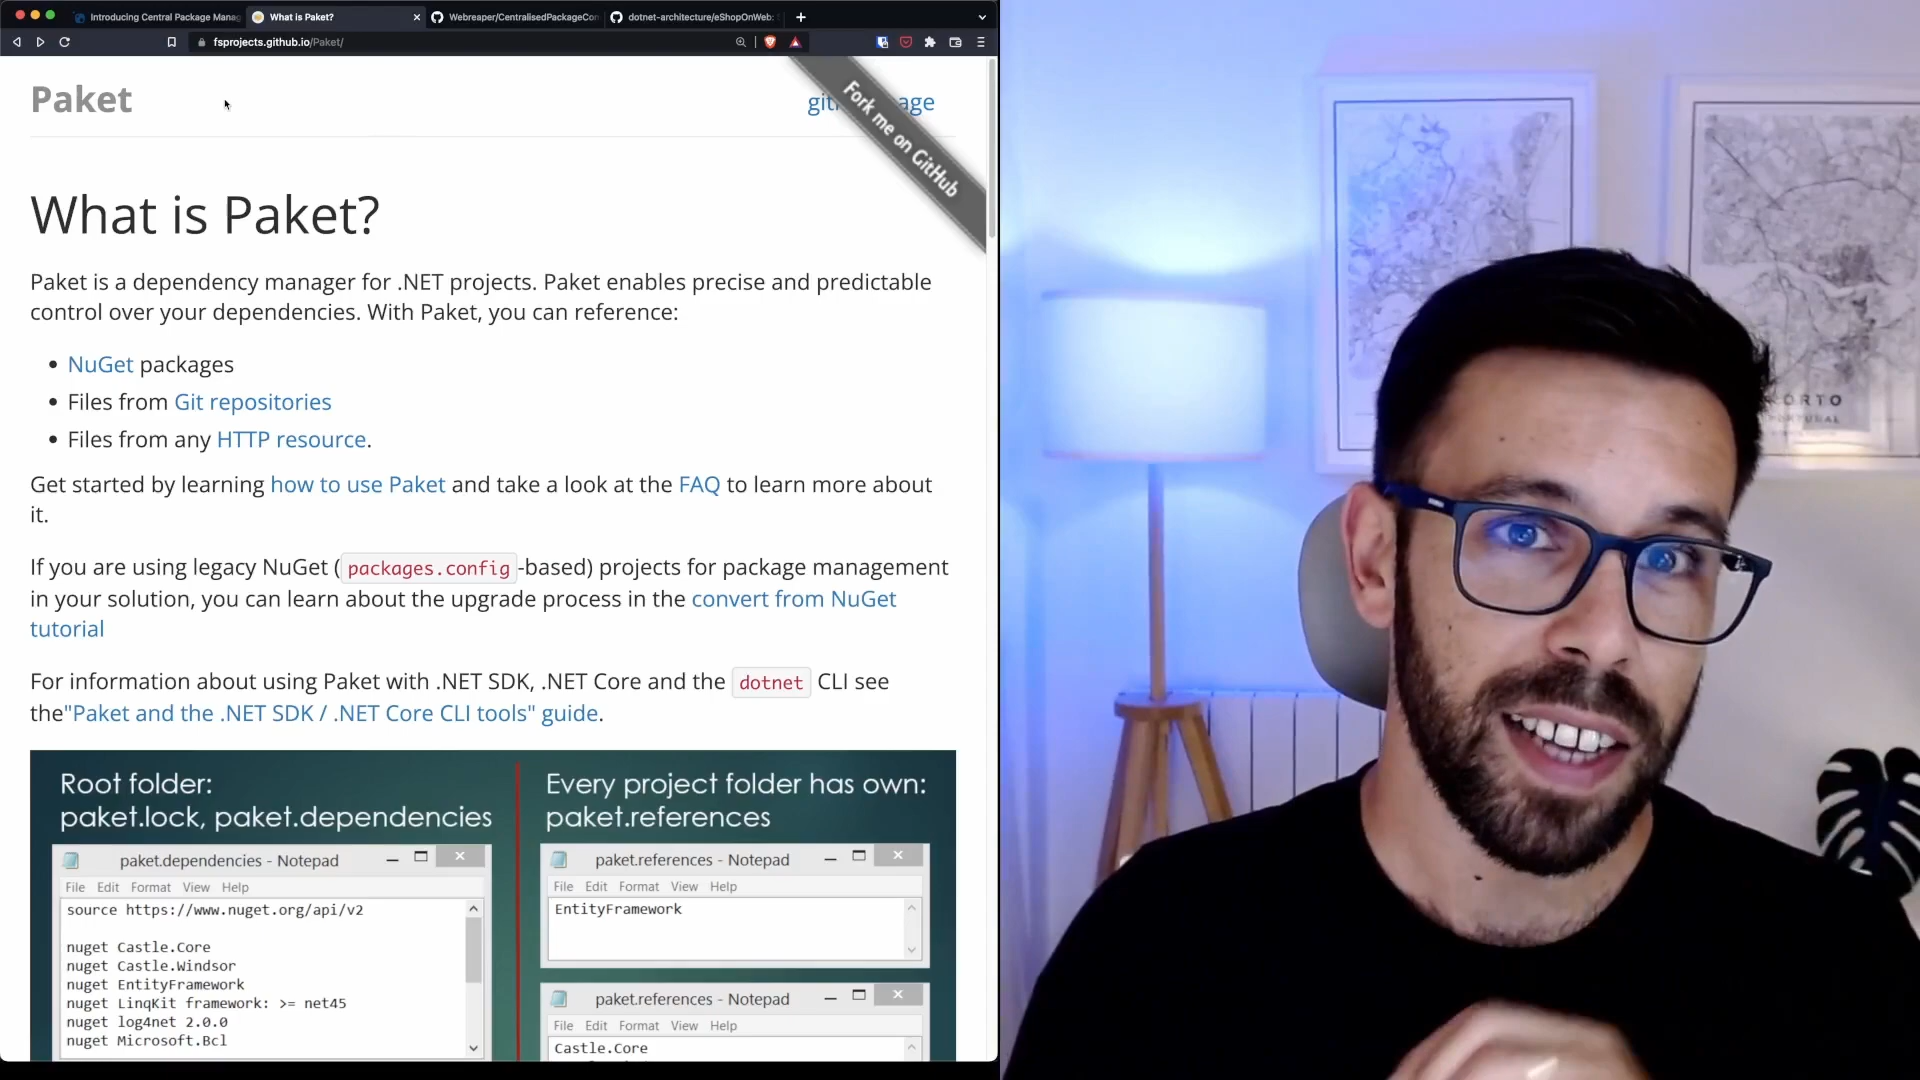 Introducing Central Package Manag
What is Paket?
Webreaper/CentralisedPackageCon
dotnet-architecture/eShopOnWeb:
fsprojects.github.io/Paket/
Paket
git
age
Fork me on GitHub
What is Paket?
Paket is a dependency manager for .NET projects. Paket enables precise and predictable
control over your dependencies. With Paket, you can reference:
NuGet packages
Files from Git repositories
Files from any HTTP resource.
Get started by learning how to use Paket and take a look at the FAQ to learn more about
it.
If you are using legacy NuGet (packages.config-based) projects for package management
in your solution, you can learn about the upgrade process in the convert from NuGet
tutorial
For information about using Paket with .NET SDK, .NET Core and the dotnet CLI see
the"Paket and the .NET SDK / .NET Core CLI tools" guide.
Root folder:
paket.lock, paket.dependencies
paket.dependencies - Notepad
File Edit Format View Help
source https://www.nuget.org/api/v2
nuget Castle.Core
nuget Castle.Windsor
nuget EntityFramework
nuget LinqKit framework: >= net45
nuget log4net 2.0.0
nuget Microsoft.Bcl
Every project folder has own:
paket.references
paket.references - Notepad
File Edit Format View Help
EntityFramework
paket.references - Notepad
File Edit Format View Help
Castle.Core
ORTO
PORTUGAL